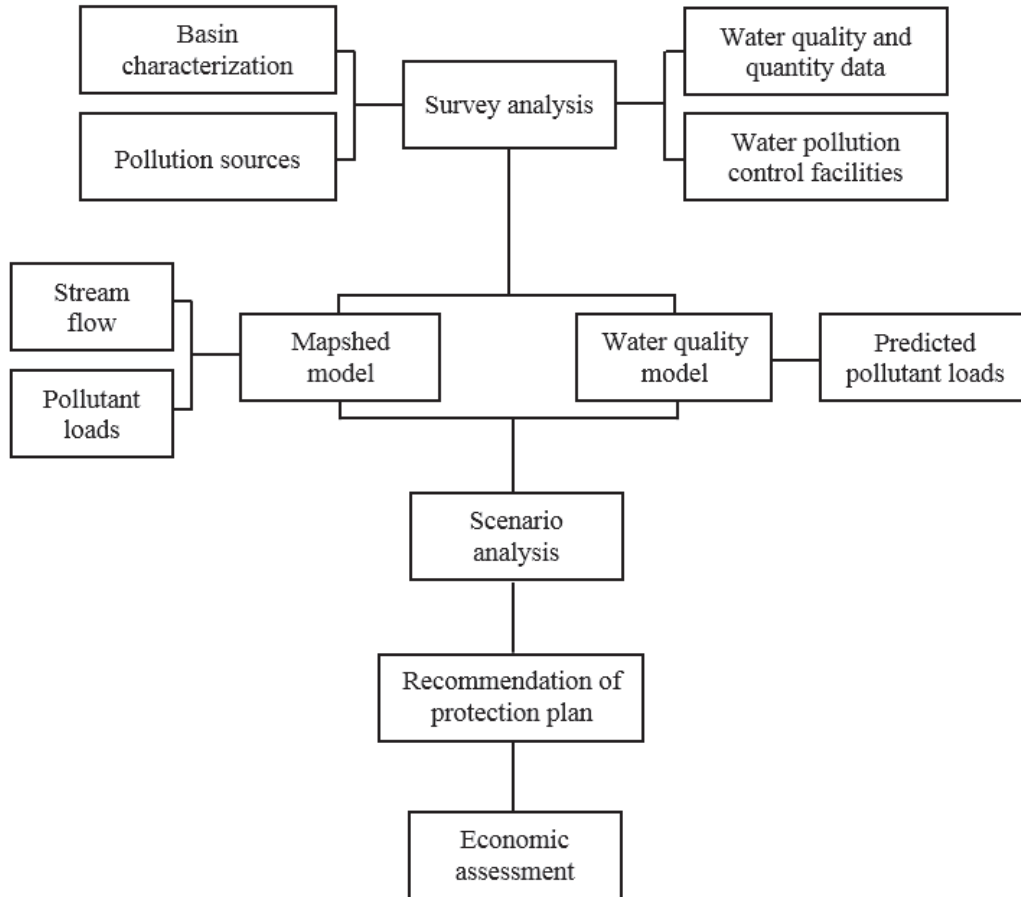 Basin
characterization
Pollution sources
Survey analysis
Water quality and
quantity data
Water pollution
control facilities
Stream
flow
Pollutant
loads
Mapshed
model
Water quality
model
Predicted
pollutant loads
Scenario
analysis
Recommendation of
protection plan
Economic
assessment